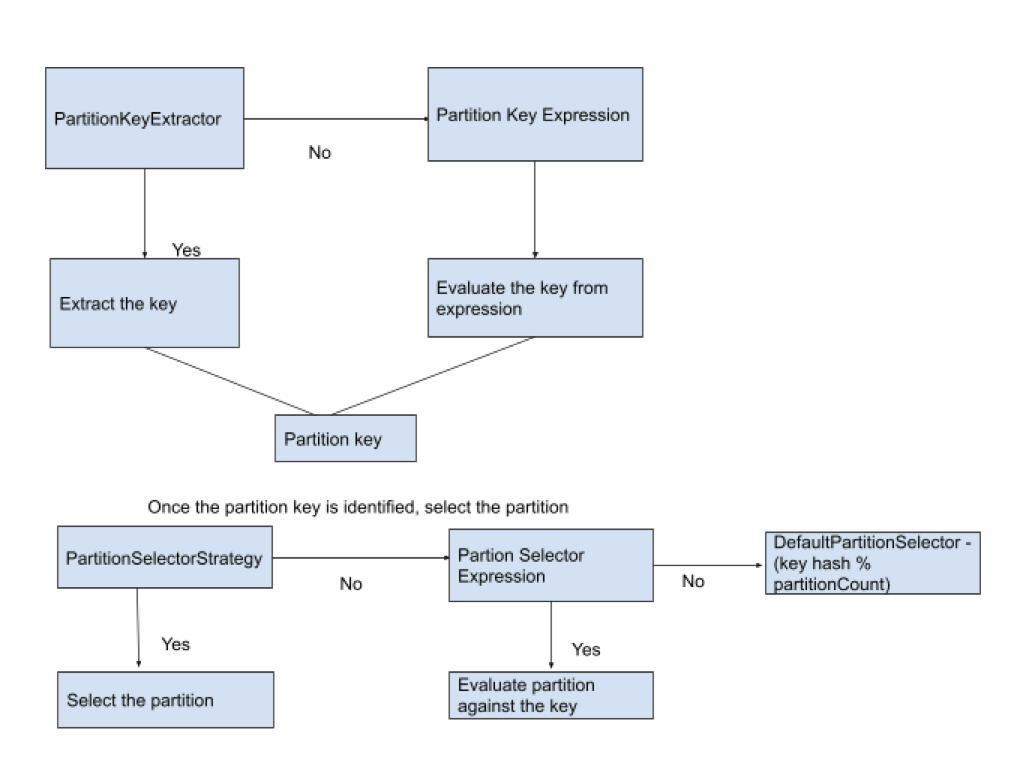 PartitionKeyExtractor
Partition Key Expression
No
Yes
Extract the key
Evaluate the key from
expression
Partition key
Once the partition key is identified, select the partition
PartitionSelectorStrategy
No
Partion Selector
Expression
No
DefaultPartitionSelector -
(key hash %
partitionCount)
Yes
Yes
Select the partition
Evaluate partition
against the key